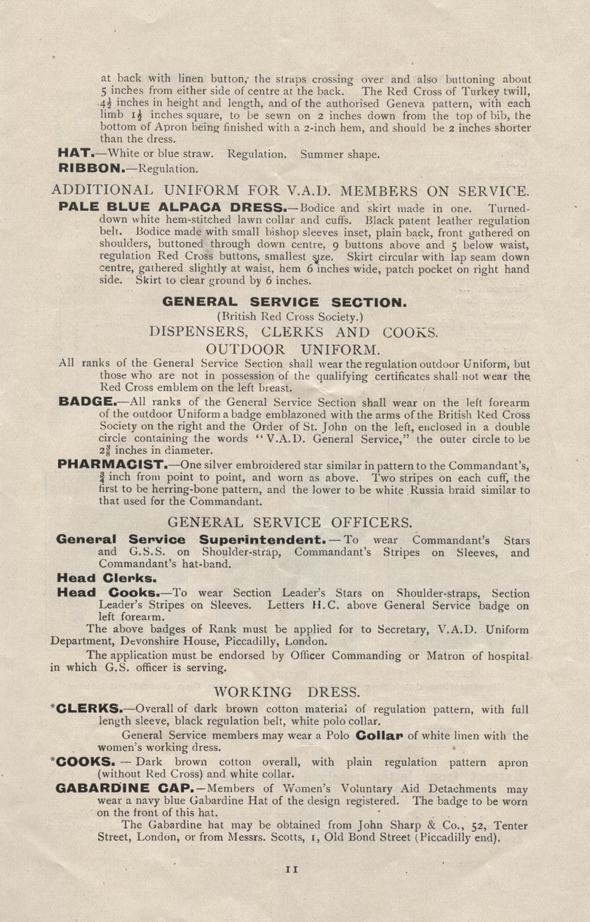 at back with linen button, the straps crossing over and also buttoning about
5 inches from either side of centre at the back. The Red Cross of Turkey twill,
4½ inches in height and length, and of the authorised Geneva pattern, with each
limb 1½ inches square, to be sewn on 2 inches down from the top of bib, the
bottom of Apron being finished with a 2-inch hem, and should be 2 inches shorter
than the dress.
HAT.—White or blue straw. Regulation. Summer shape.
RIBBON.—Regulation.
ADDITIONAL UNIFORM FOR V.A.D. MEMBERS ON SERVICE.
PALE BLUE ALPACA DRESS.—Bodice and skirt made in one. Turned-
down white hem-stitched lawn collar and cuffs. Black patent leather regulation
belt. Bodice made with small bishop sleeves inset, plain back, front gathered on
shoulders, buttoned through down centre, 9 buttons above and 5 below waist,
regulation Red Cross buttons, smallest size. Skirt circular with lap seam down
centre, gathered slightly at waist, hem 6 inches wide, patch pocket on right hand
side. Skirt to clear ground by 6 inches.
GENERAL SERVICE SECTION.
(British Red Cross Society.)
DISPENSERS, CLERKS AND COOKS.
OUTDOOR UNIFORM.
All ranks of the General Service Section shall wear the regulation outdoor Uniform, but
those who are not in possession of the qualifying certificates shall not wear the
Red Cross emblem on the left breast.
BADGE.—All ranks of the General Service Section shall wear on the left forearm
of the outdoor Uniform a badge emblazoned with the arms of the British Red Cross
Society on the right and the Order of St. John on the left, enclosed in a double
circle containing the words "V.A.D. General Service," the outer circle to be
2¾ inches in diameter.
PHARMACIST.—One silver embroidered star similar in pattern to the Commandant's,
¾ inch from point to point, and worn as above. Two stripes on each cuff, the
first to be herring-bone pattern, and the lower to be white Russia braid similar to
that used for the Commandant.
GENERAL SERVICE OFFICERS.
General Service Superintendent.—To wear Commandant's Stars
and G.S.S. on Shoulder-strap, Commandant's Stripes on Sleeves, and
Commandant's hat-band.
Head Clerks.
Head Cooks.—To wear Section Leader's Stars on Shoulder-straps, Section
Leader's Stripes on Sleeves. Letters H.C. above General Service badge on
left forearm.
The above badges of Rank must be applied for to Secretary, V.A.D. Uniform
Department, Devonshire House, Piccadilly, London.
The application must be endorsed by Officer Commanding or Matron of hospital
in which G.S. officer is serving.
WORKING DRESS.
*CLERKS.—Overall of dark brown cotton material of regulation pattern, with full
length sleeve, black regulation belt, white polo collar.
General Service members may wear a Polo Collar of white linen with the
women's working dress.
*COOKS. — Dark brown cotton overall, with plain regulation pattern apron
(without Red Cross) and white collar.
GABARDINE CAP.—Members of Women's Voluntary Aid Detachments may
wear a navy blue Gabardine Hat of the design registered. The badge to be worn
on the front of this hat.
The Gabardine hat may be obtained from John Sharp & Co., 52, Tenter
Street, London, or from Messrs. Scotts, 1, Old Bond Street (Piccadilly end).
11